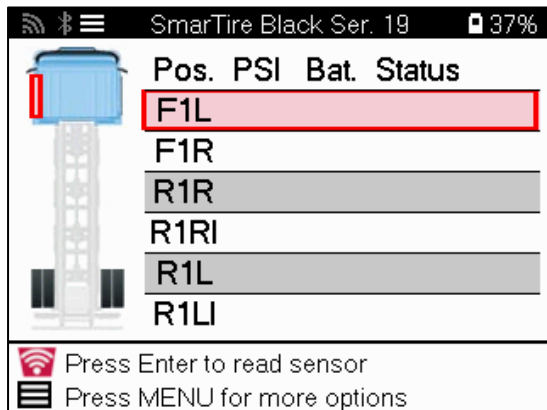 SmarTire Black Ser. 19 37%
Pos. PSI Bat. Status
F1L
F1R
R1R
R1RI
R1L
R1LI
Press Enter to read sensor
Press MENU for more options